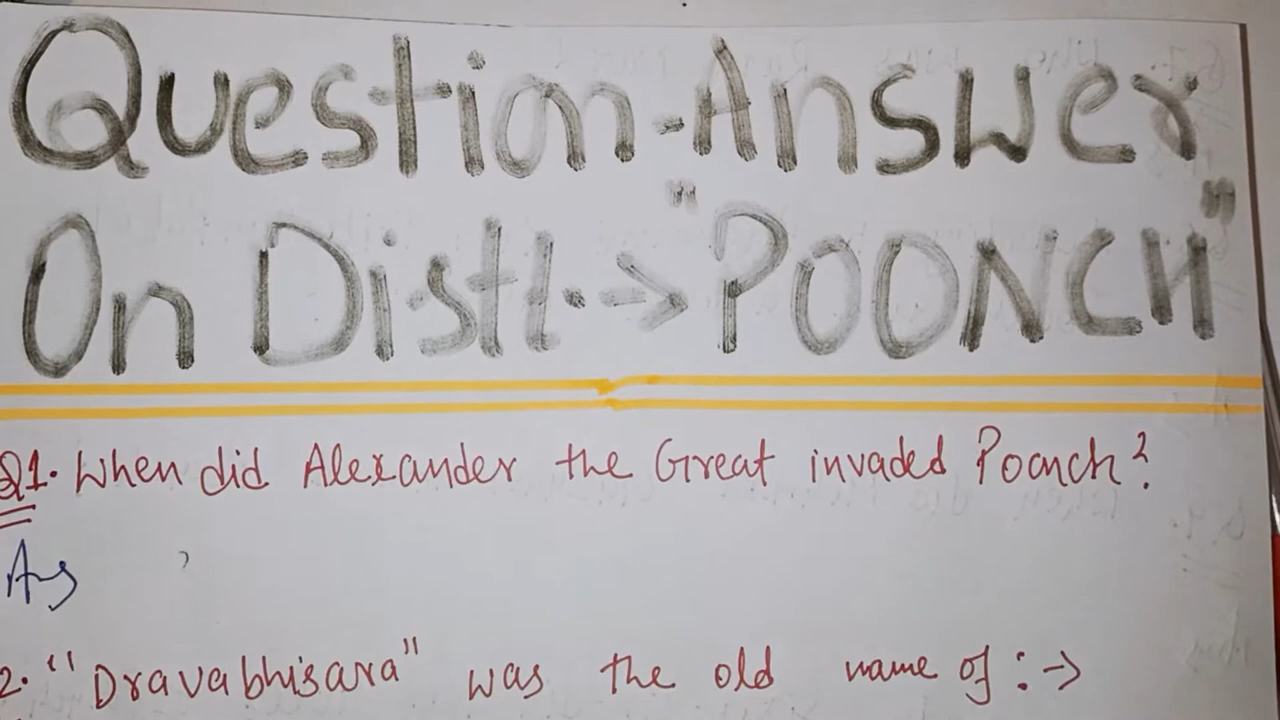 Question-Answer
On Distt.-> "POONCH"
Q1. When did Alexander the Great invaded Poonch?
Ans
2. "Dravabhisara" was the old name of :->